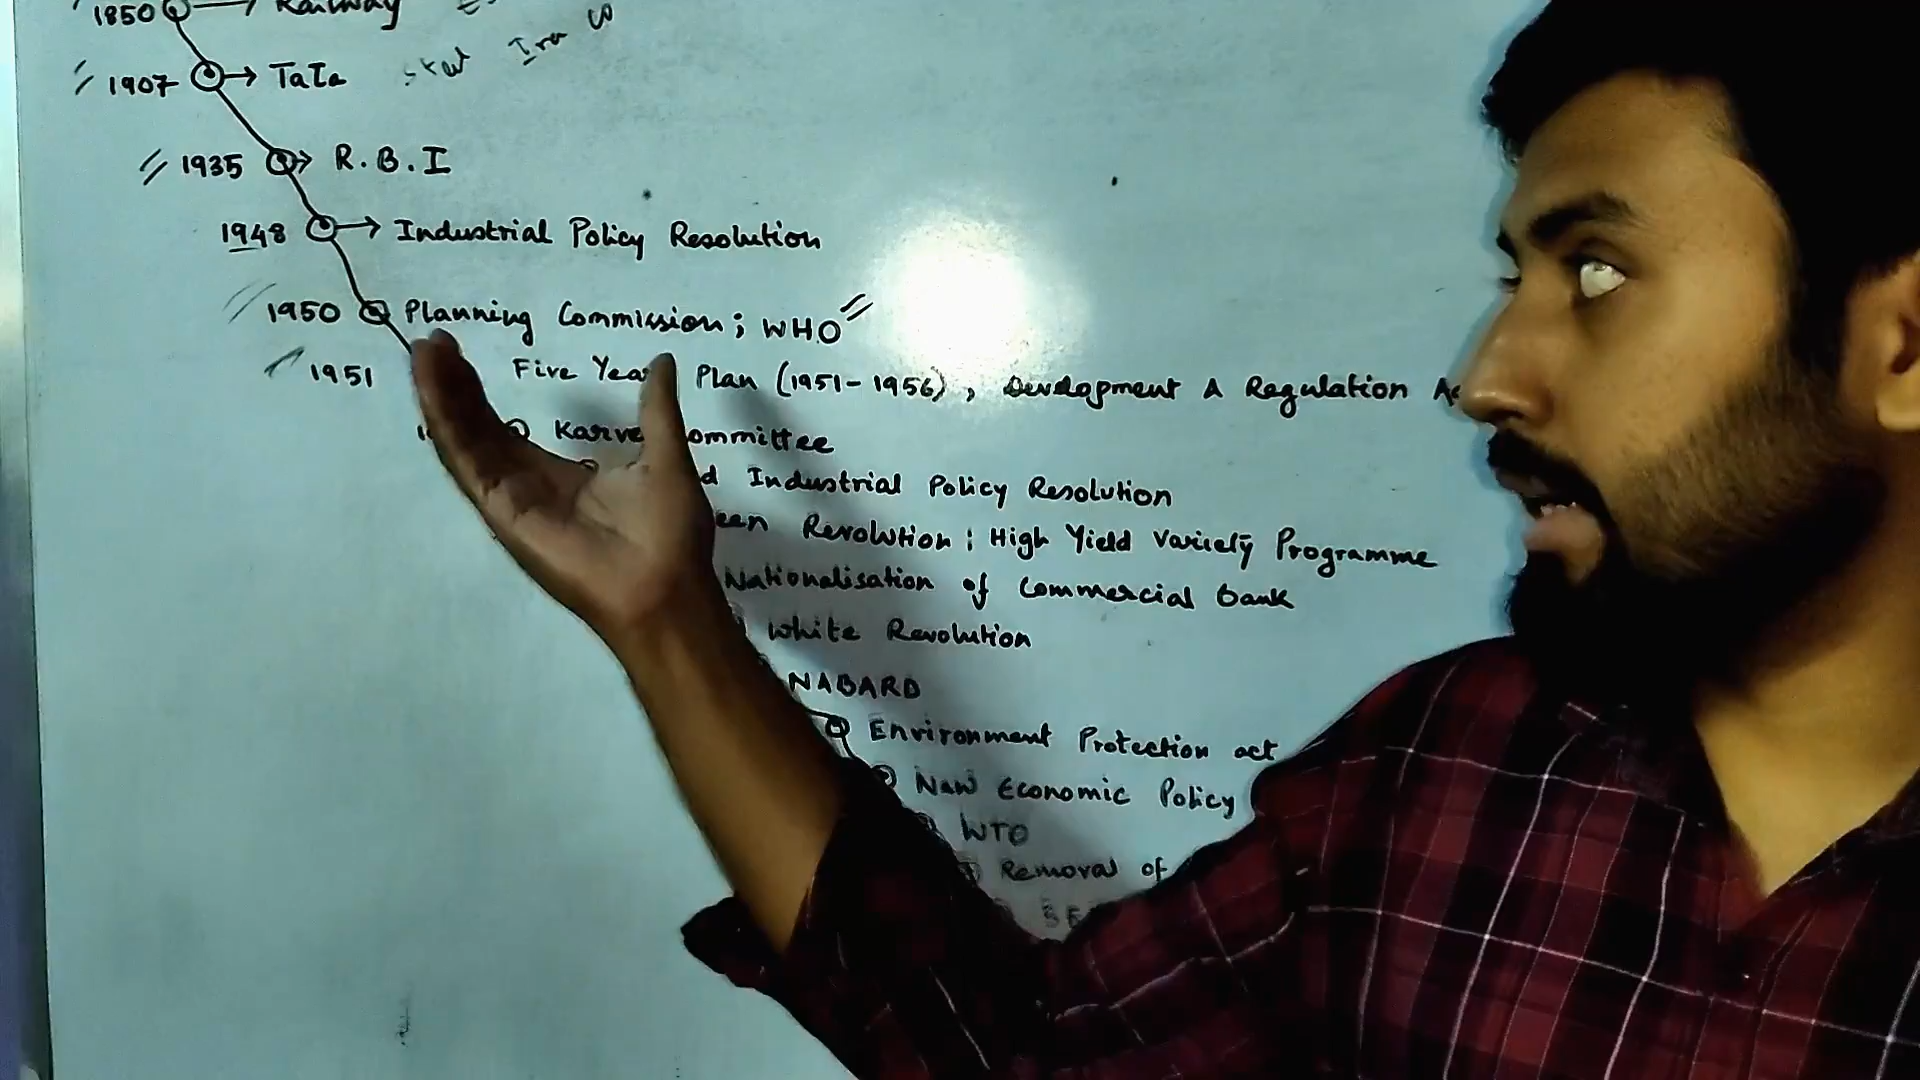 1850 → Railway
1907 → TaTa
1935 → R.B.I
1948 → Industrial Policy Resolution
1950 Planning Commission; WHO
1951 Five Year Plan (1951-1956), Development A Regulation
Karve ommittee
d Industrial Policy Resolution
een Revolution; High Yield Variety Programme
Nationalisation of Commercial bank
White Revolution
NABARD
Environment Protection act
New Economic Policy
WTO
Removal of